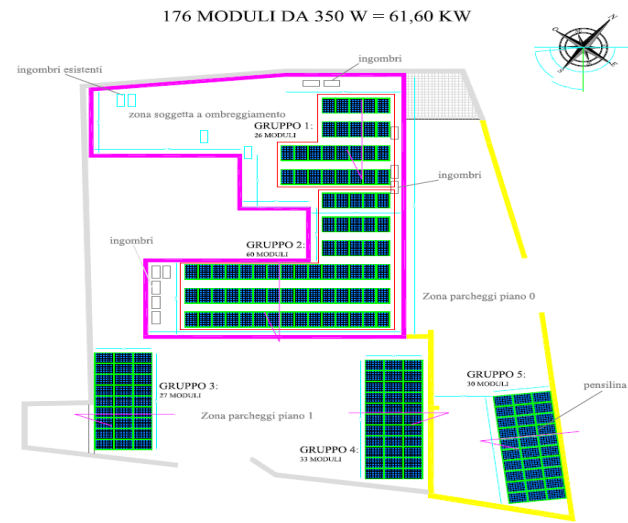 176 MODULI DA 350 W = 61,60 KW
ingombri
ingombri esistenti
zona soggetta a ombreggiamento
GRUPPO 1:
26 MODULI
ingombri
ingombri
GRUPPO 2:
60 MODULI
Zona parcheggi piano 0
GRUPPO 3:
27 MODULI
Zona parcheggi piano 1
GRUPPO 4:
33 MODULI
GRUPPO 5:
30 MODULI
pensilina